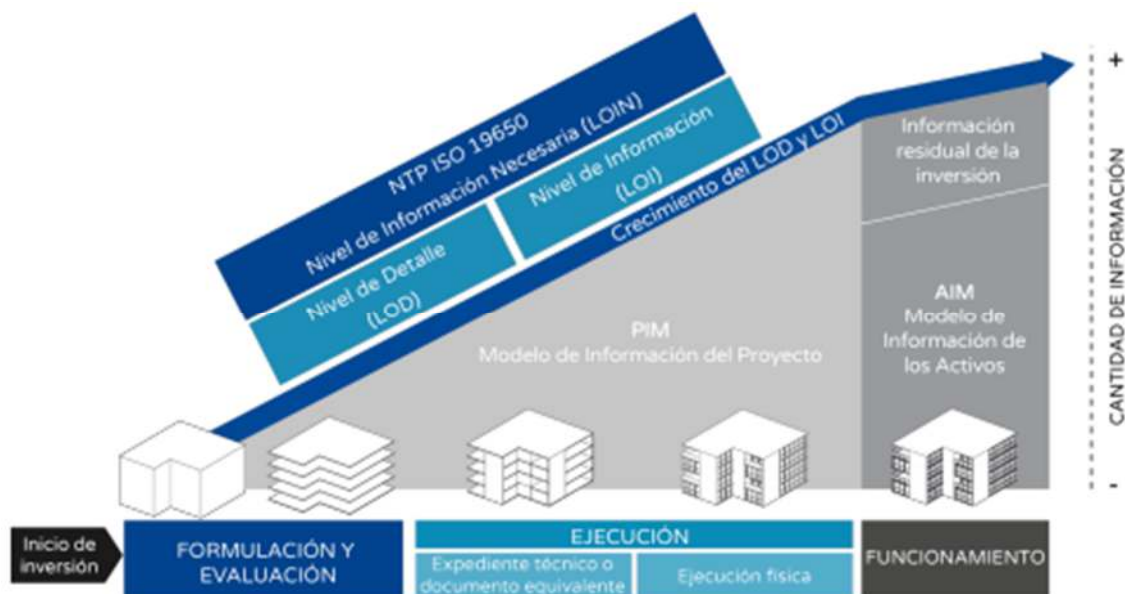 NTP ISO 19650
Nivel de Información Necesaria (LOIN)
Nivel de Detalle
(LOD)
Nivel de Información
(LOI)
Crecimiento del LOD y LOI
Información
residual de la
inversión
PIM
Modelo de Información del Proyecto
AIM
Modelo de
Información de
los Activos
+
CANTIDAD DE INFORMACIÓN
-
Inicio de
inversión
FORMULACIÓN Y
EVALUACIÓN
EJECUCIÓN
Expediente técnico o
documento equivalente
Ejecución física
FUNCIONAMIENTO